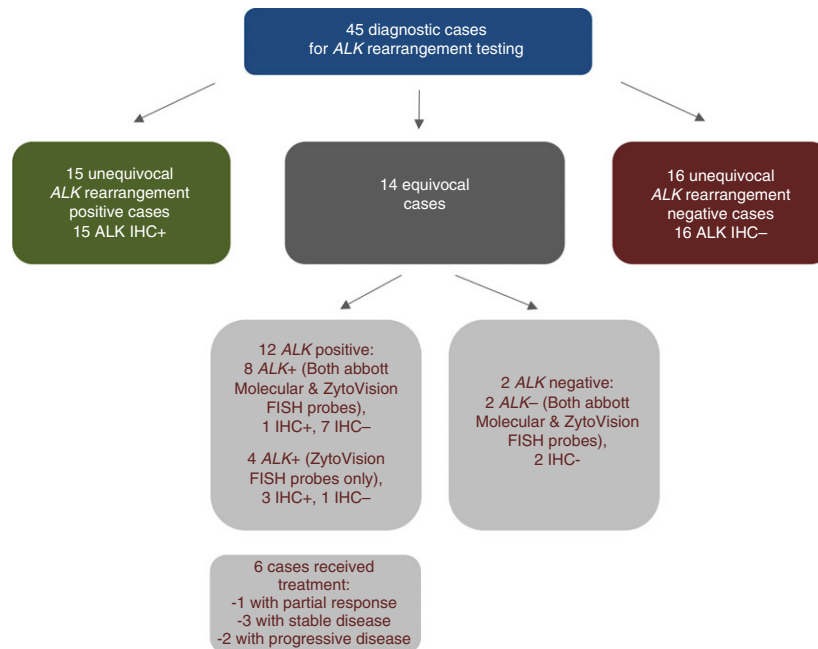 45 diagnostic cases
for ALK rearrangement testing
15 unequivocal
ALK rearrangement
positive cases
15 ALK IHC+
14 equivocal
cases
16 unequivocal
ALK rearrangement
negative cases
16 ALK IHC–
12 ALK positive:
8 ALK+ (Both abbott
Molecular & ZytoVision
FISH probes),
1 IHC+, 7 IHC–
4 ALK+ (ZytoVision
FISH probes only),
3 IHC+, 1 IHC–
2 ALK negative:
2 ALK– (Both abbott
Molecular & ZytoVision
FISH probes),
2 IHC-
6 cases received
treatment:
-1 with partial response
-3 with stable disease
-2 with progressive disease